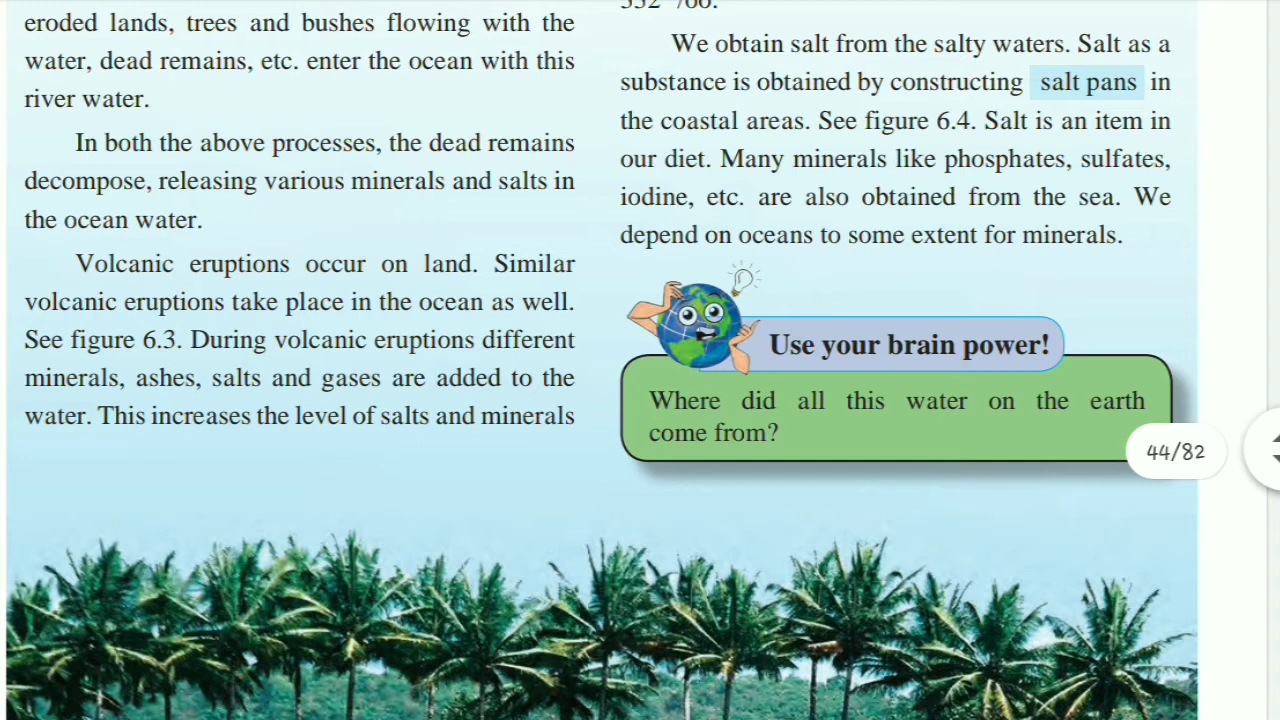 eroded lands, trees and bushes flowing with the
water, dead remains, etc. enter the ocean with this
river water.
In both the above processes, the dead remains
decompose, releasing various minerals and salts in
the ocean water.
Volcanic eruptions occur on land. Similar
volcanic eruptions take place in the ocean as well.
See figure 6.3. During volcanic eruptions different
minerals, ashes, salts and gases are added to the
water. This increases the level of salts and minerals
We obtain salt from the salty waters. Salt as a
substance is obtained by constructing salt pans in
the coastal areas. See figure 6.4. Salt is an item in
our diet. Many minerals like phosphates, sulfates,
iodine, etc. are also obtained from the sea. We
depend on oceans to some extent for minerals.
Use your brain power!
Where did all this water on the earth
come from?
44/82